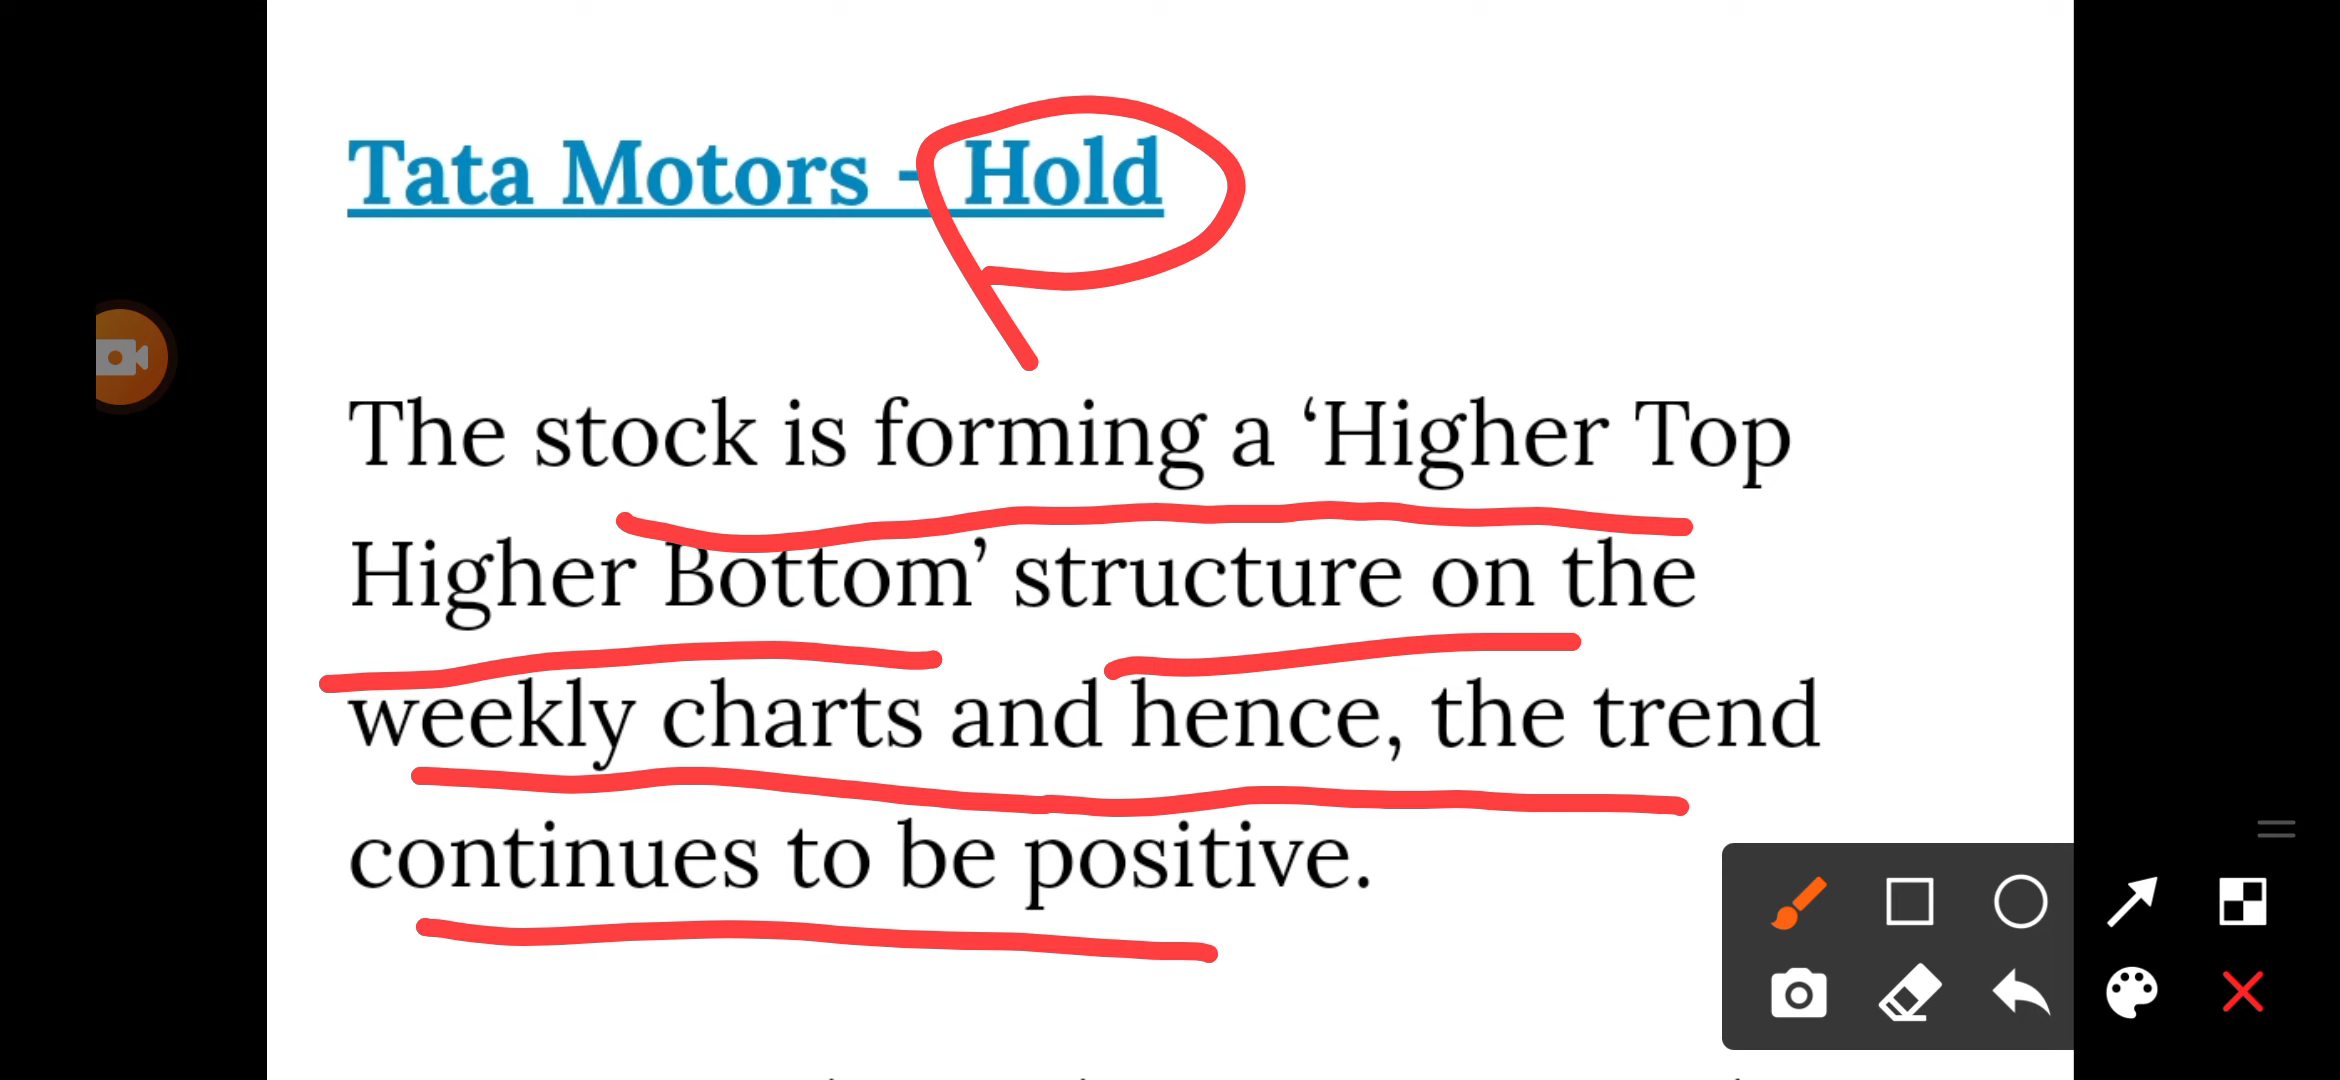 Tata Motors - Hold
The stock is forming a ‘Higher Top
Higher Bottom’ structure on the
weekly charts and hence, the trend
continues to be positive.